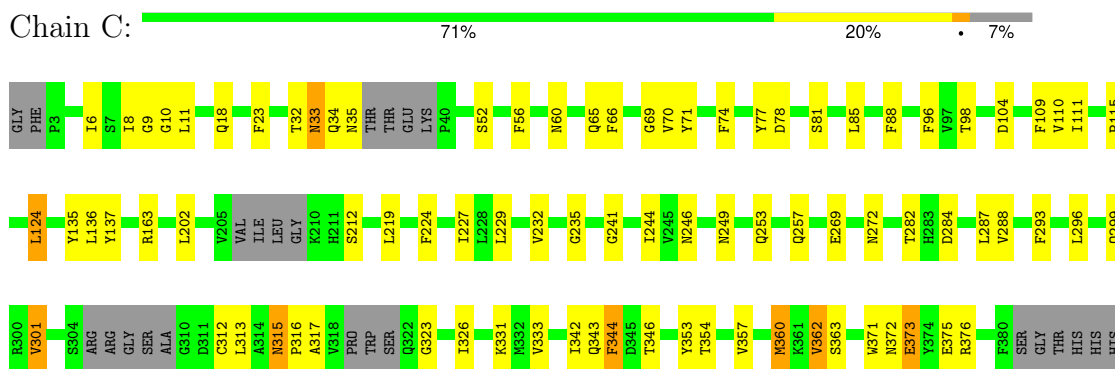 Chain C:
71% 20% • 7%
GLY PHE P3 I6 S7 I8 G9 G10 L11 Q18 F23 T32 N33 Q34 N35 THR THR GLU LYS P40 S52 F56 N60 Q65 F66 G69 V70 Y71 F74 Y77 D78 S81 L85 F88 F96 V97 T98 D104 F109 V110 I111
L124 Y135 L136 Y137 R163 L202 V205 VAL ILE LEU GLY K210 H211 S212 L219 F224 I227 L228 L229 V232 G235 G241 I244 V245 N246 N249 Q253 Q257 E269 N272 T282 H283 D284 L287 V288 F293 L296
R300 V301 S304 ARG ARG GLY SER ALA G310 D311 C312 L313 A314 N315 P316 A317 V318 PRO TRP SER Q322 G323 I326 K331 M332 V333 I342 Q343 F344 D345 T346 Y353 T354 V357 M360 K361 V362 S363 W371 N372 E373 Y374 E375 R376 F380 SER GLY THR HIS HIS HIS